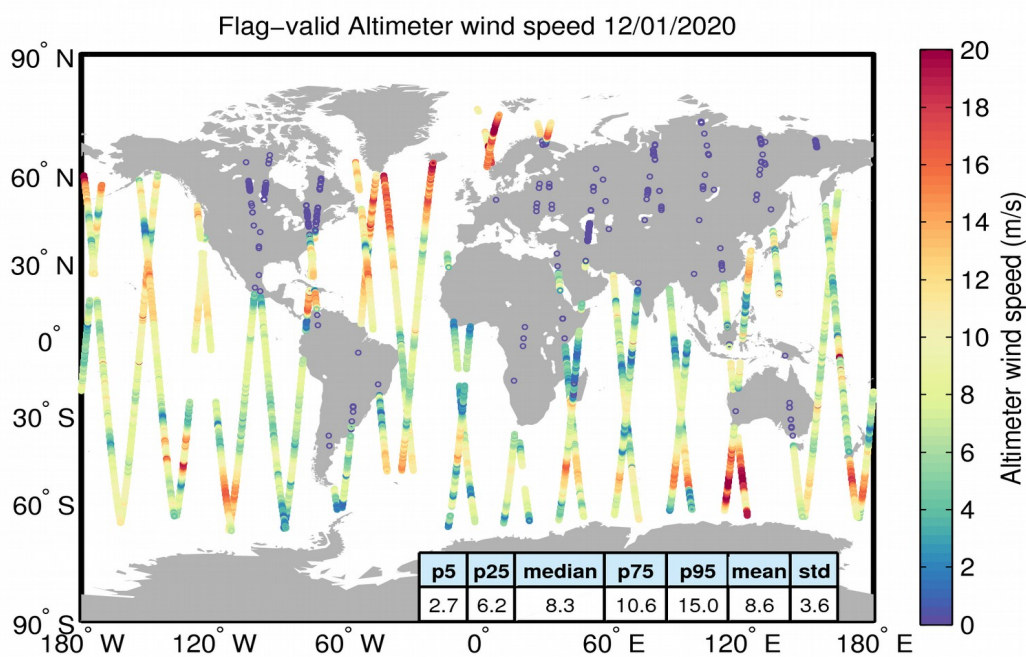 Flag−valid Altimeter wind speed 12/01/2020
90° N
60° N
30° N
0°
30° S
60° S
90° S
180° W
120° W
60° W
0°
60° E
120° E
180° E
p5 p25 median p75 p95 mean std
2.7 6.2 8.3 10.6 15.0 8.6 3.6
20
18
16
14
12
10
8
6
4
2
0
Altimeter wind speed (m/s)